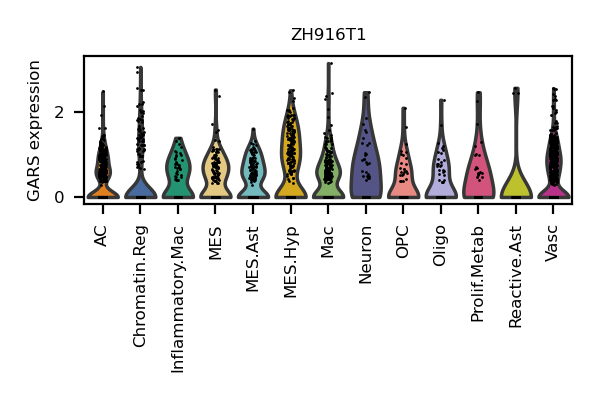 ZH916T1
GARS expression
2
0
AC
Chromatin.Reg
Inflammatory.Mac
MES
MES.Ast
MES.Hyp
Mac
Neuron
OPC
Oligo
Prolif.Metab
Reactive.Ast
Vasc